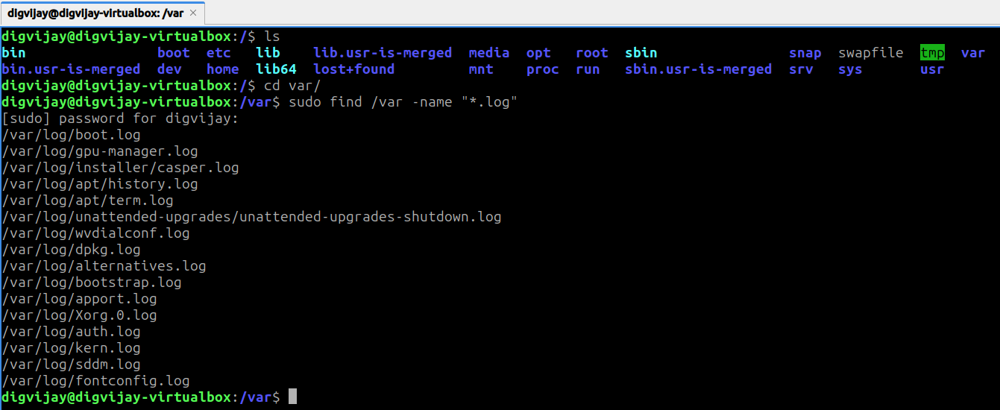 digvijay@digvijay-virtualbox: /var ×
digvijay@digvijay-virtualbox:/$ ls
bin boot etc lib lib.usr-is-merged media opt root sbin snap swapfile tmp var
bin.usr-is-merged dev home lib64 lost+found mnt proc run sbin.usr-is-merged srv sys usr
digvijay@digvijay-virtualbox:/$ cd var/
digvijay@digvijay-virtualbox:/var$ sudo find /var -name "*.log"
[sudo] password for digvijay:
/var/log/boot.log
/var/log/gpu-manager.log
/var/log/installer/casper.log
/var/log/apt/history.log
/var/log/apt/term.log
/var/log/unattended-upgrades/unattended-upgrades-shutdown.log
/var/log/wvdialconf.log
/var/log/dpkg.log
/var/log/alternatives.log
/var/log/bootstrap.log
/var/log/apport.log
/var/log/Xorg.0.log
/var/log/auth.log
/var/log/kern.log
/var/log/sddm.log
/var/log/fontconfig.log
digvijay@digvijay-virtualbox:/var$